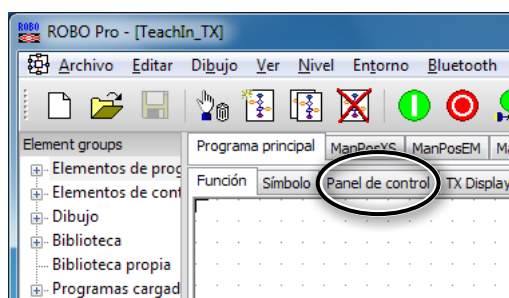 ROBO Pro - [TeachIn_TX]
Archivo Editar Dibujo Ver Nivel Entorno Bluetooth
Element groups
Programa principal ManPosXS ManPosEM
Función Símbolo Panel de control TX Display
Elementos de prog
Elementos de cont
Dibujo
Biblioteca
Biblioteca propia
Programas cargad